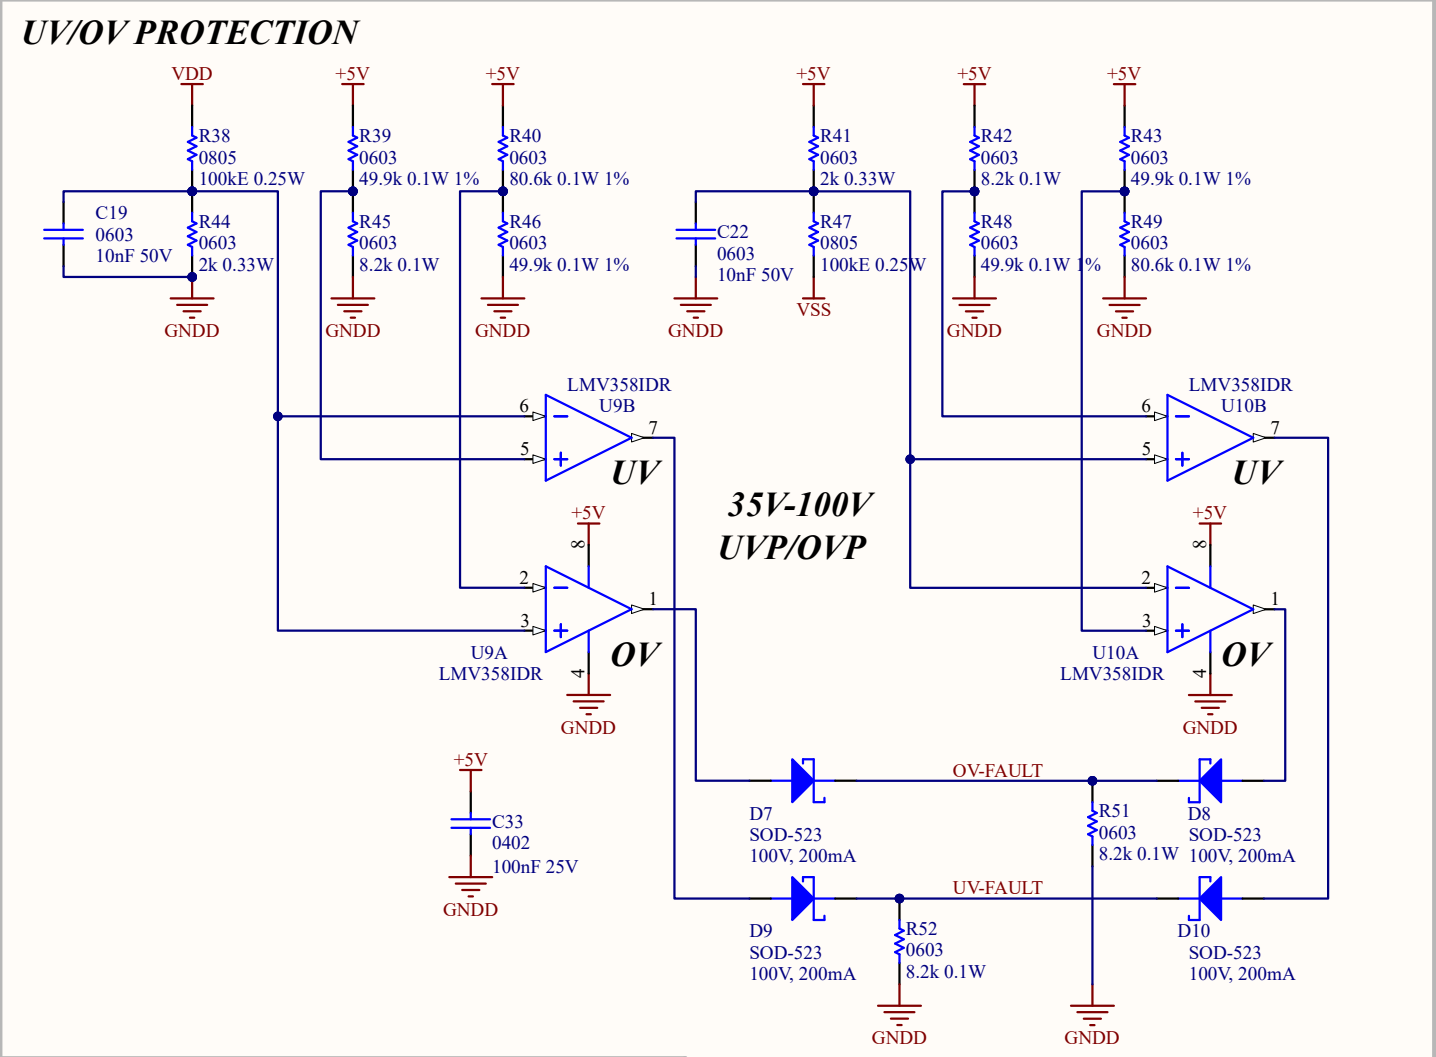 UV/OV PROTECTION
VDD
+5V
+5V
+5V
+5V
+5V
R38
0805
100kE 0.25W
R39
0603
49.9k 0.1W 1%
R40
0603
80.6k 0.1W 1%
R41
0603
2k 0.33W
R42
0603
8.2k 0.1W
R43
0603
49.9k 0.1W 1%
C19
0603
10nF 50V
R44
0603
2k 0.33W
R45
0603
8.2k 0.1W
R46
0603
49.9k 0.1W 1%
C22
0603
10nF 50V
R47
0805
100kE 0.25W
R48
0603
49.9k 0.1W 1%
R49
0603
80.6k 0.1W 1%
GNDD
GNDD
GNDD
GNDD
VSS
GNDD
GNDD
LMV358IDR
U9B
6
5
7
UV
LMV358IDR
U10B
6
5
7
UV
35V-100V
UVP/OVP
+5V
8
2
3
1
4
OV
U9A
LMV358IDR
GNDD
+5V
8
2
3
1
4
OV
U10A
LMV358IDR
GNDD
+5V
C33
0402
100nF 25V
GNDD
OV-FAULT
D7
SOD-523
100V, 200mA
R51
0603
8.2k 0.1W
D8
SOD-523
100V, 200mA
UV-FAULT
D9
SOD-523
100V, 200mA
R52
0603
8.2k 0.1W
D10
SOD-523
100V, 200mA
GNDD
GNDD